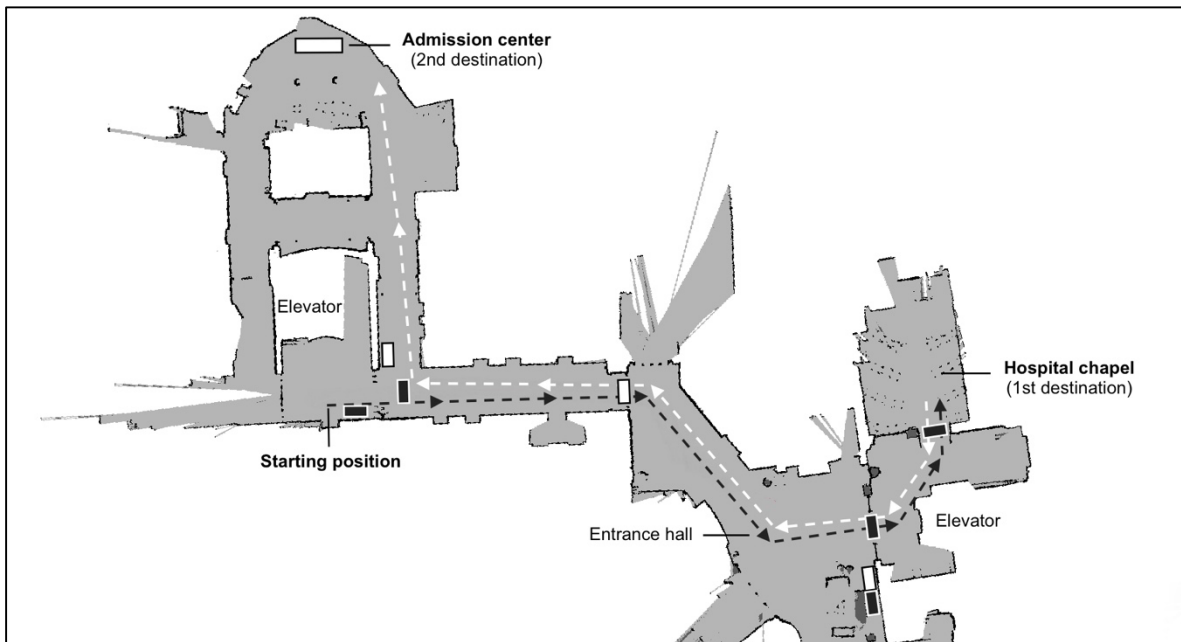 Admission center
(2nd destination)
Elevator
Hospital chapel
(1st destination)
Starting position
Entrance hall
Elevator